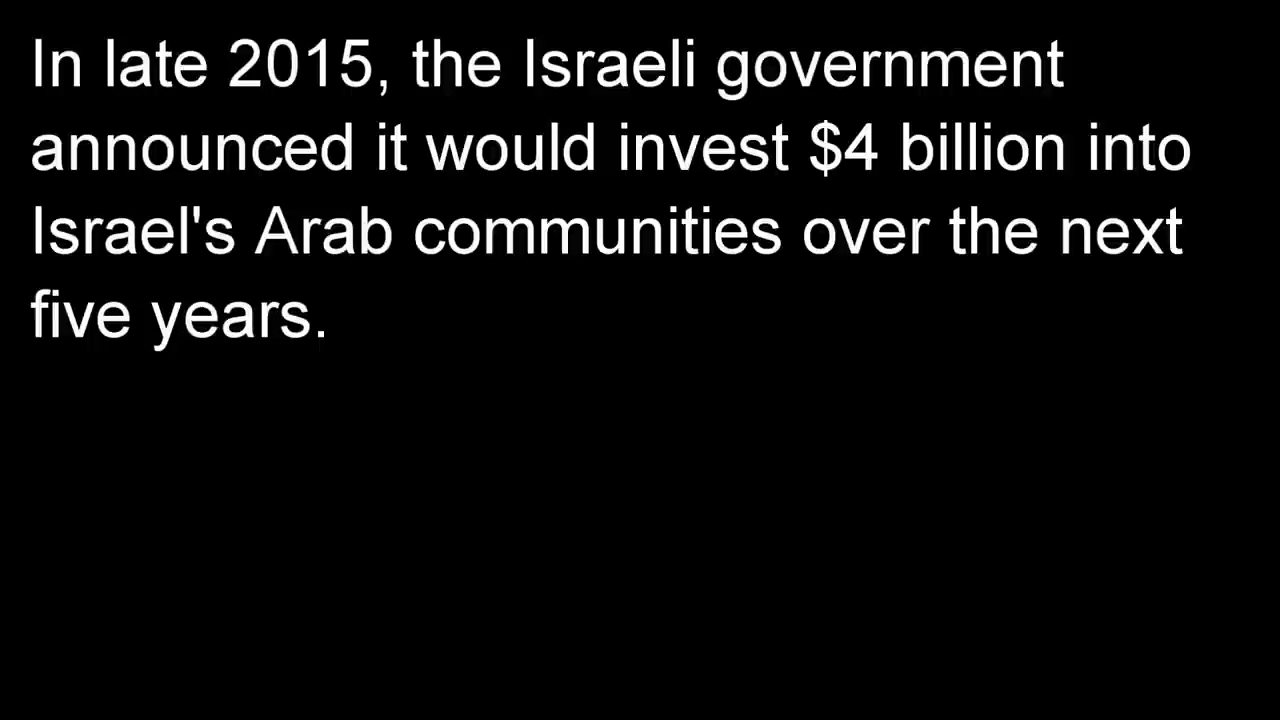 In late 2015, the Israeli government
announced it would invest $4 billion into
Israel's Arab communities over the next
five years.